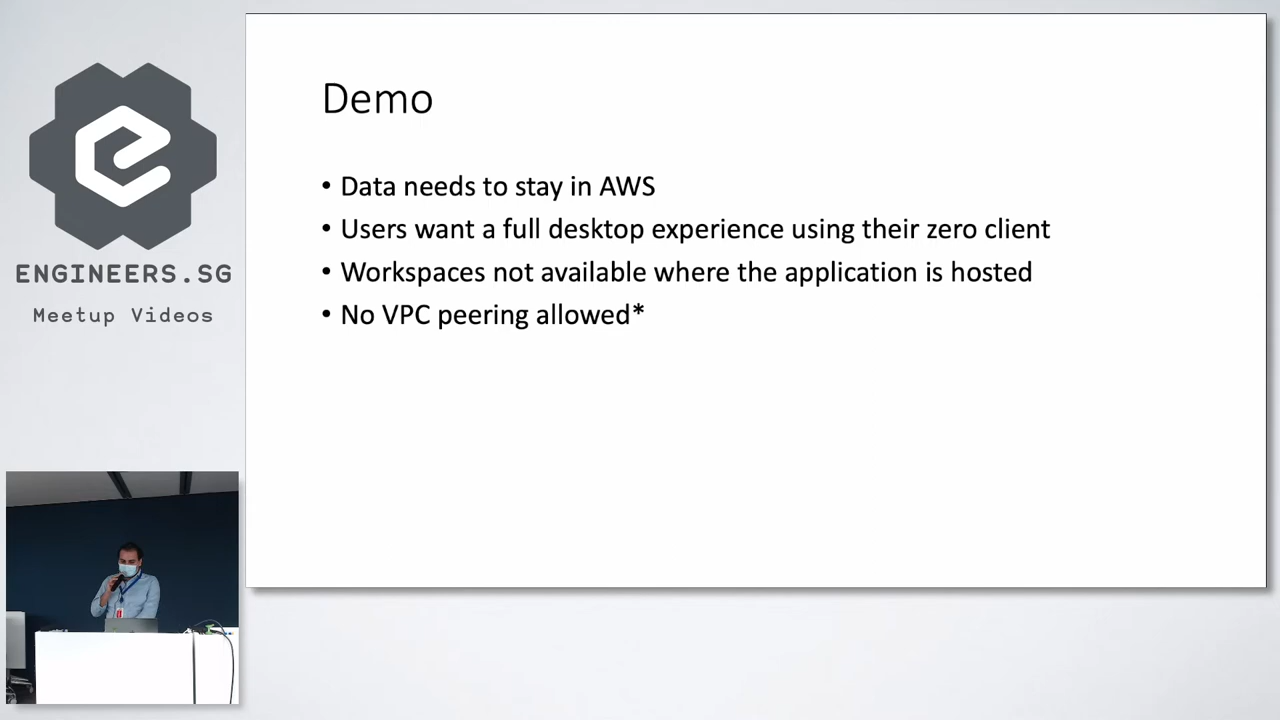 ENGINEERS.SG
Meetup Videos
Demo
• Data needs to stay in AWS
• Users want a full desktop experience using their zero client
• Workspaces not available where the application is hosted
• No VPC peering allowed*